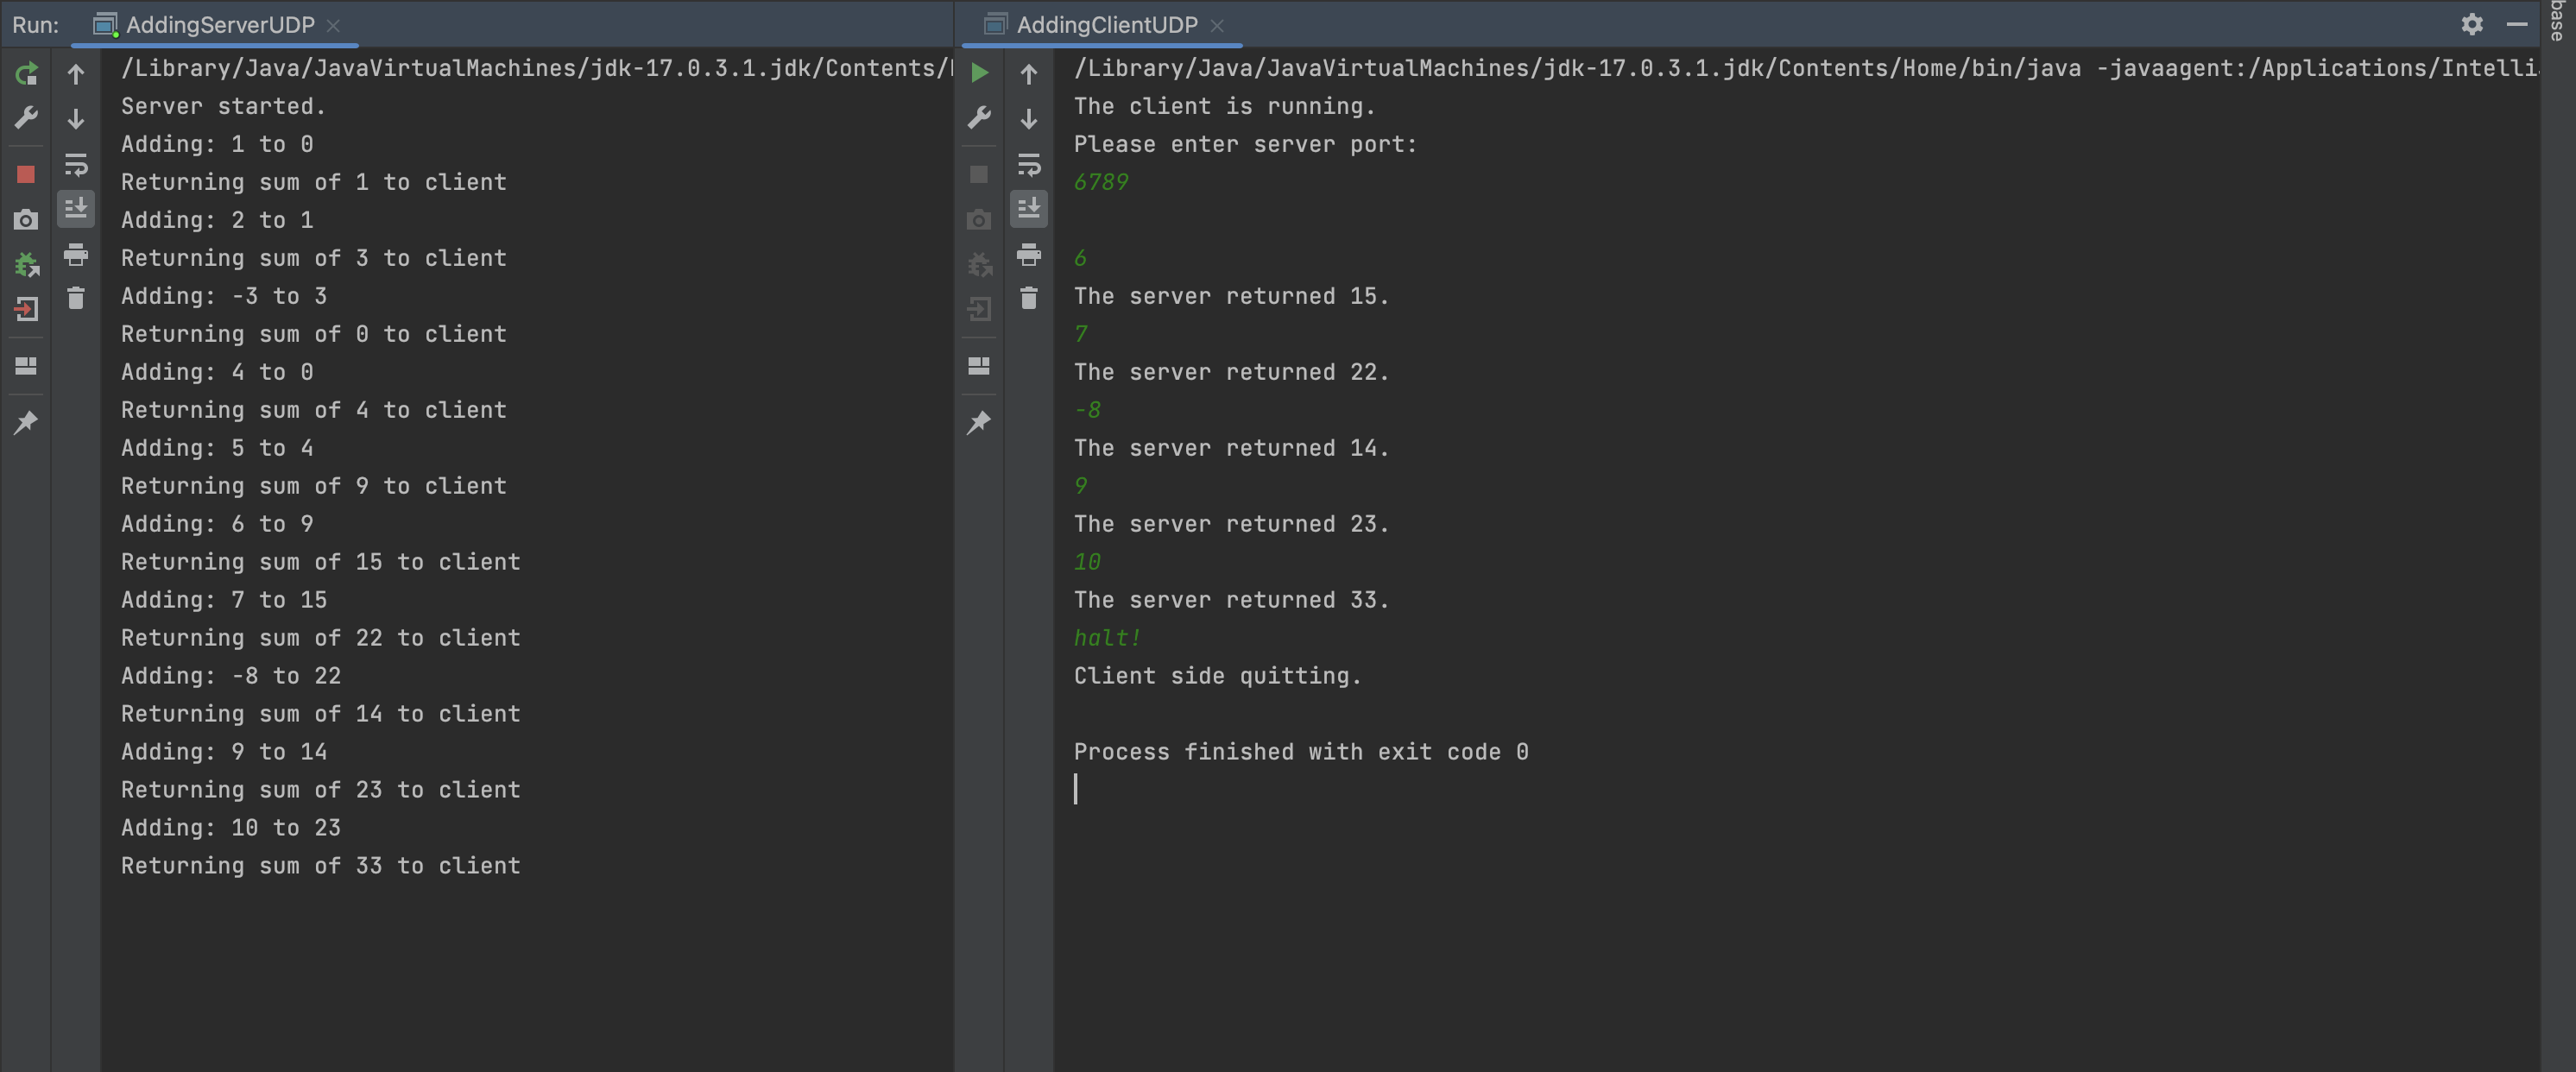 Run: AddingServerUDP
/Library/Java/JavaVirtualMachines/jdk-17.0.3.1.jdk/Contents/
Server started.
Adding: 1 to 0
Returning sum of 1 to client
Adding: 2 to 1
Returning sum of 3 to client
Adding: -3 to 3
Returning sum of 0 to client
Adding: 4 to 0
Returning sum of 4 to client
Adding: 5 to 4
Returning sum of 9 to client
Adding: 6 to 9
Returning sum of 15 to client
Adding: 7 to 15
Returning sum of 22 to client
Adding: -8 to 22
Returning sum of 14 to client
Adding: 9 to 14
Returning sum of 23 to client
Adding: 10 to 23
Returning sum of 33 to client
AddingClientUDP
/Library/Java/JavaVirtualMachines/jdk-17.0.3.1.jdk/Contents/Home/bin/java -javaagent:/Applications/Intelli
The client is running.
Please enter server port:
6789
6
The server returned 15.
7
The server returned 22.
-8
The server returned 14.
9
The server returned 23.
10
The server returned 33.
halt!
Client side quitting.
Process finished with exit code 0
base